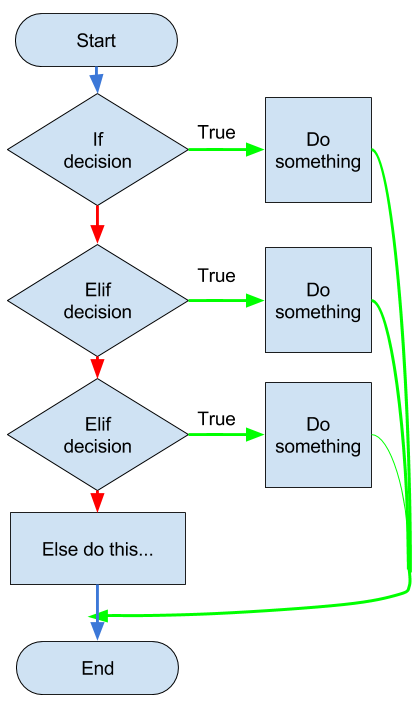 Start
If
decision
True
Do
something
Elif
decision
True
Do
something
Elif
decision
True
Do
something
Else do this...
End